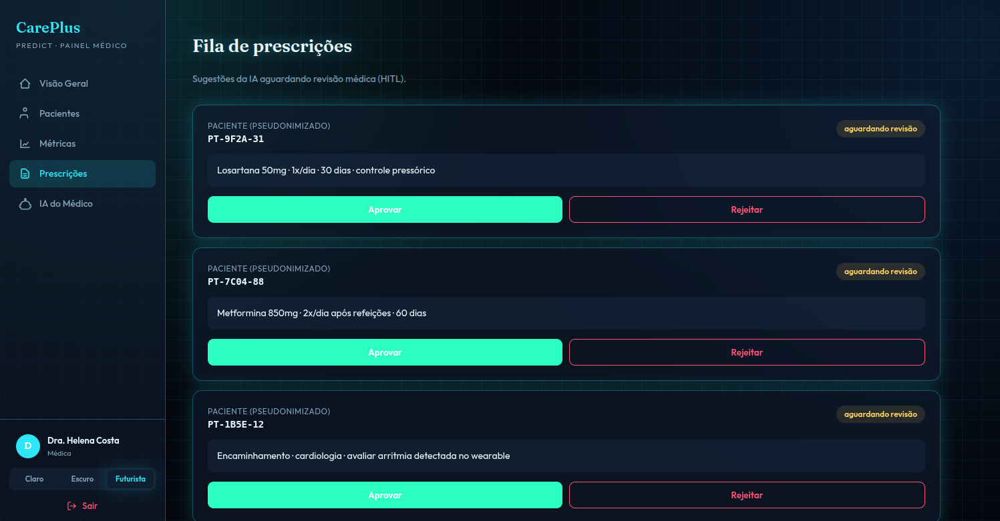 CarePlus
PREDICT · PAINEL MÉDICO
Visão Geral
Pacientes
Métricas
Prescrições
IA do Médico
D
Dra. Helena Costa
Médica
Claro Escuro Futurista
Sair
Fila de prescrições
Sugestões da IA aguardando revisão médica (HITL).
PACIENTE (PSEUDONIMIZADO)
PT-9F2A-31
aguardando revisão
Losartana 50mg · 1x/dia · 30 dias · controle pressórico
Aprovar Rejeitar
PACIENTE (PSEUDONIMIZADO)
PT-7C04-88
aguardando revisão
Metformina 850mg · 2x/dia após refeições · 60 dias
Aprovar Rejeitar
PACIENTE (PSEUDONIMIZADO)
PT-1B5E-12
aguardando revisão
Encaminhamento · cardiologia · avaliar arritmia detectada no wearable
Aprovar Rejeitar